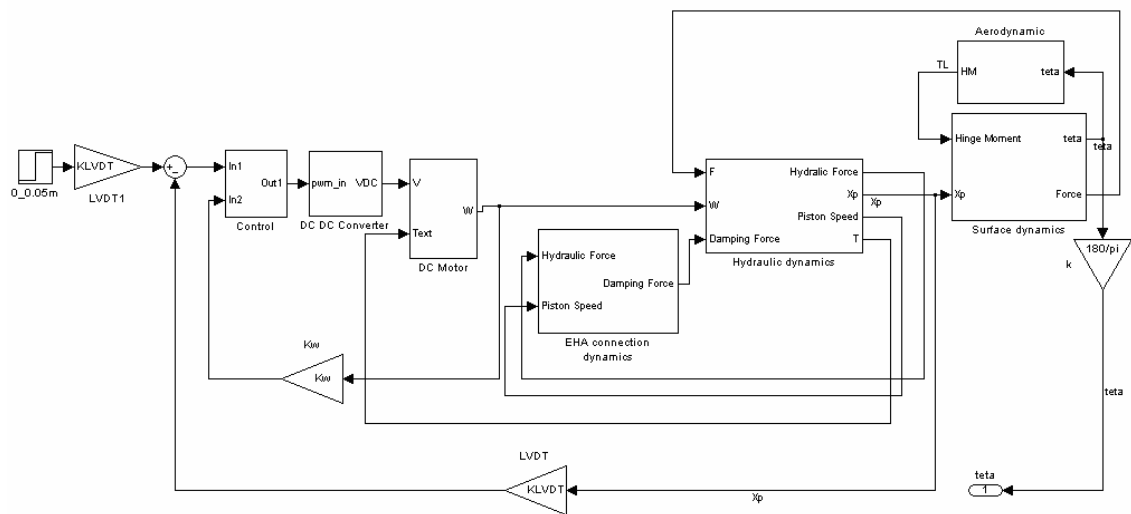 Aerodynamic
TL
HM
teta
Hinge Moment
teta
teta
Xp
Force
Surface dynamics
KLVDT
LVDT1
0_0.05m
+
-
In1
In2
Out1
Control
pwm_in
VDC
DC DC Converter
V
W
Text
DC Motor
F
W
Damping Force
Hydralic Force
Xp
Xp
Piston Speed
T
Hydraulic dynamics
Hydraulic Force
Damping Force
Piston Speed
EHA connection
dynamics
180/pi
k
Kw
Kw
teta
LVDT
KLVDT
Xp
teta
1